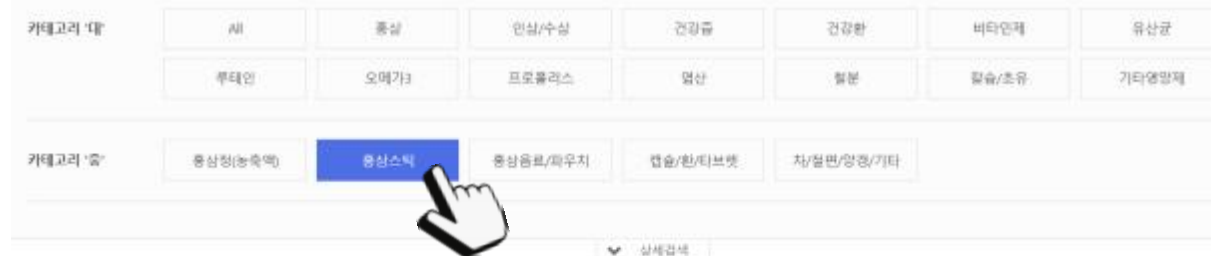 카테고리 '대' All 홍삼 인삼/수삼 건강즙 건강환 비타민제 유산균
루테인 오메가3 프로폴리스 엽산 철분 칼슘/초유 기타영양제
카테고리 '중' 홍삼정(농축액) 홍삼스틱 홍삼음료/파우치 캡슐/환/타브렛 차/절편/양갱/기타
상세검색